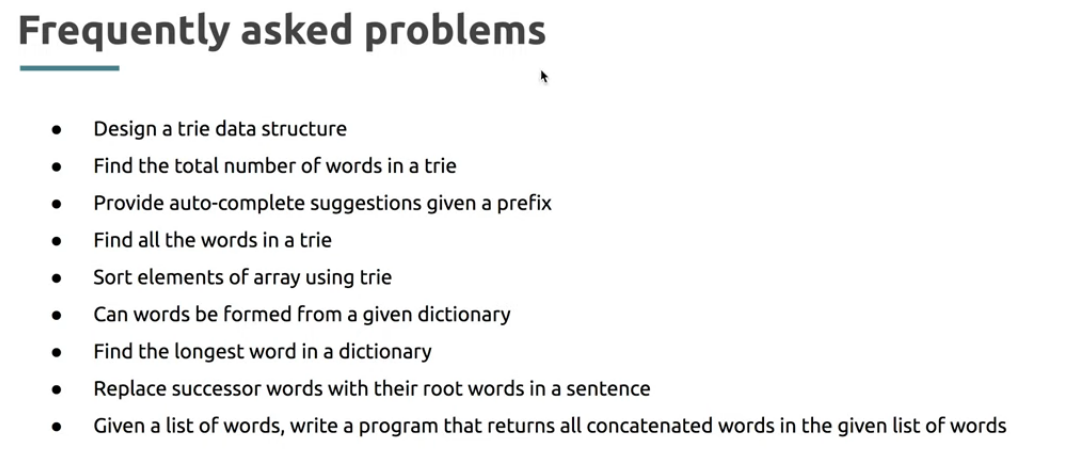 Frequently asked problems
● Design a trie data structure
● Find the total number of words in a trie
● Provide auto-complete suggestions given a prefix
● Find all the words in a trie
● Sort elements of array using trie
● Can words be formed from a given dictionary
● Find the longest word in a dictionary
● Replace successor words with their root words in a sentence
● Given a list of words, write a program that returns all concatenated words in the given list of words